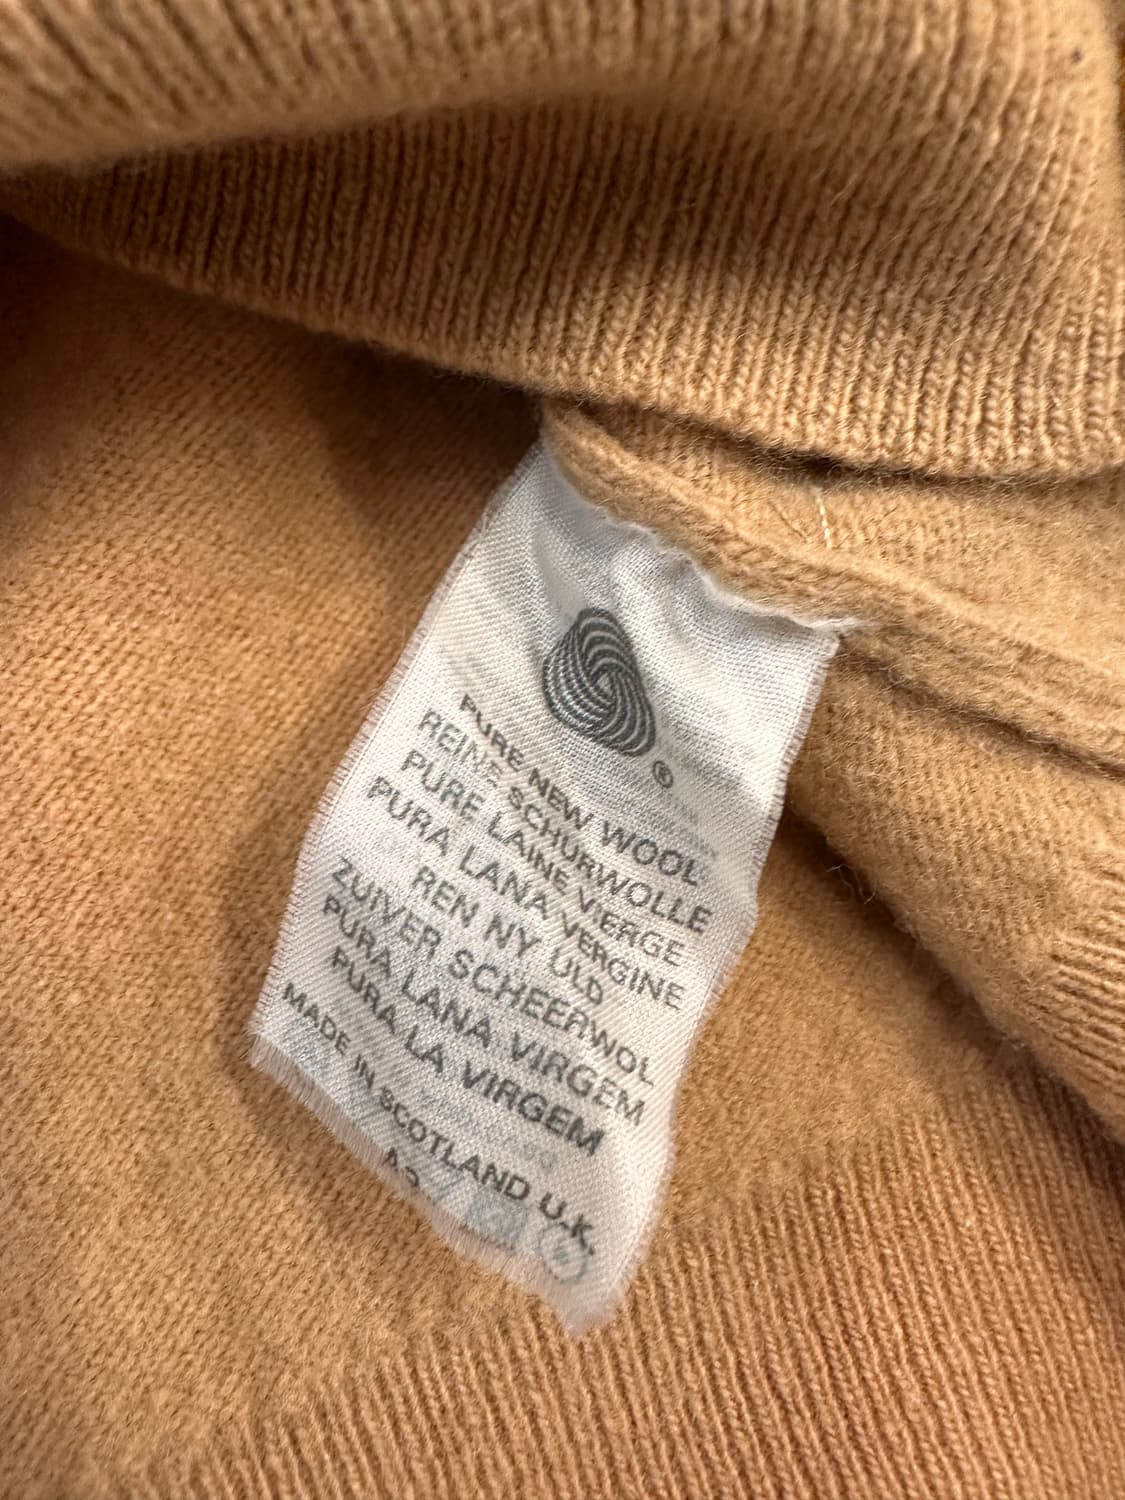 ®
PURE NEW WOOL
REINE SCHURWOLLE
PURE LAINE VIERGE
PURA LANA VERGINE
REN NY ULD
ZUIVER SCHEERWOL
PURA LANA VIRGEM
PURA LA VIRGEM
MADE IN SCOTLAND U.K.